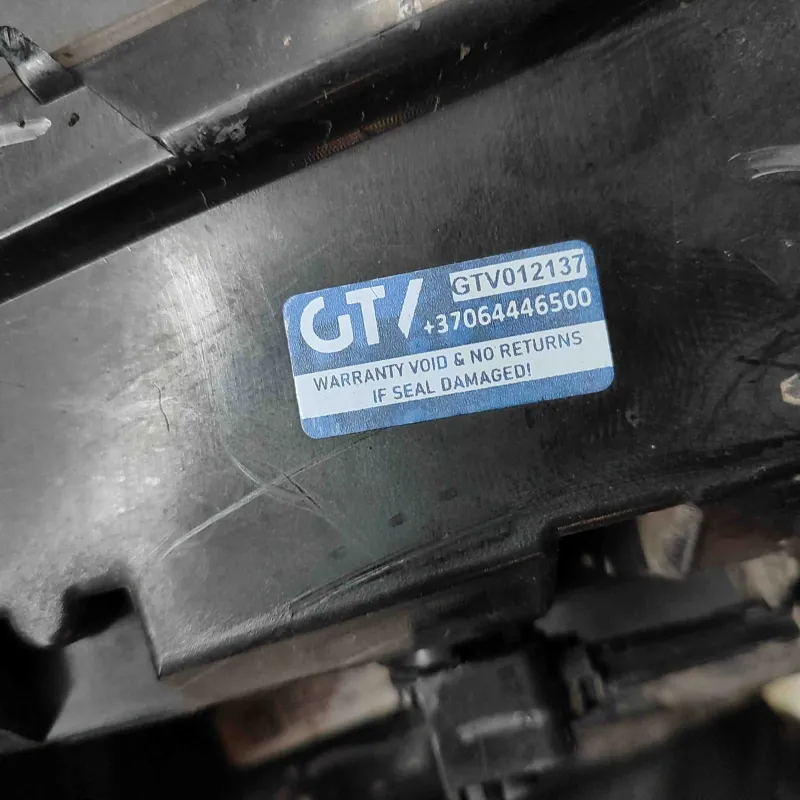 GTV GTV012137
+37064446500
WARRANTY VOID & NO RETURNS
IF SEAL DAMAGED!